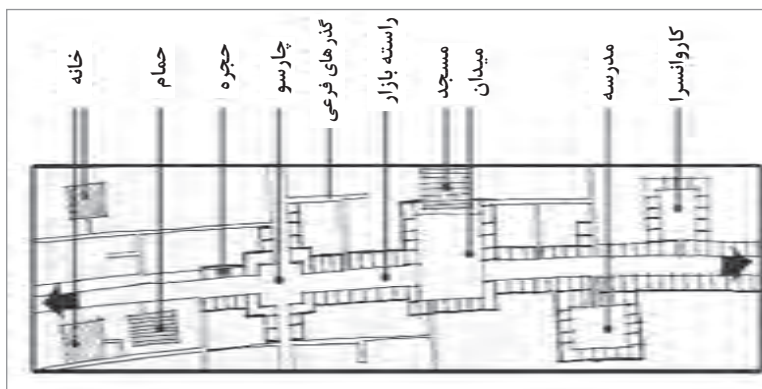 کاروانسرا
مدرسه
میدان
مسجد
راسته بازار
گذرهای فرعی
چارسو
حجره
حمام
خانه